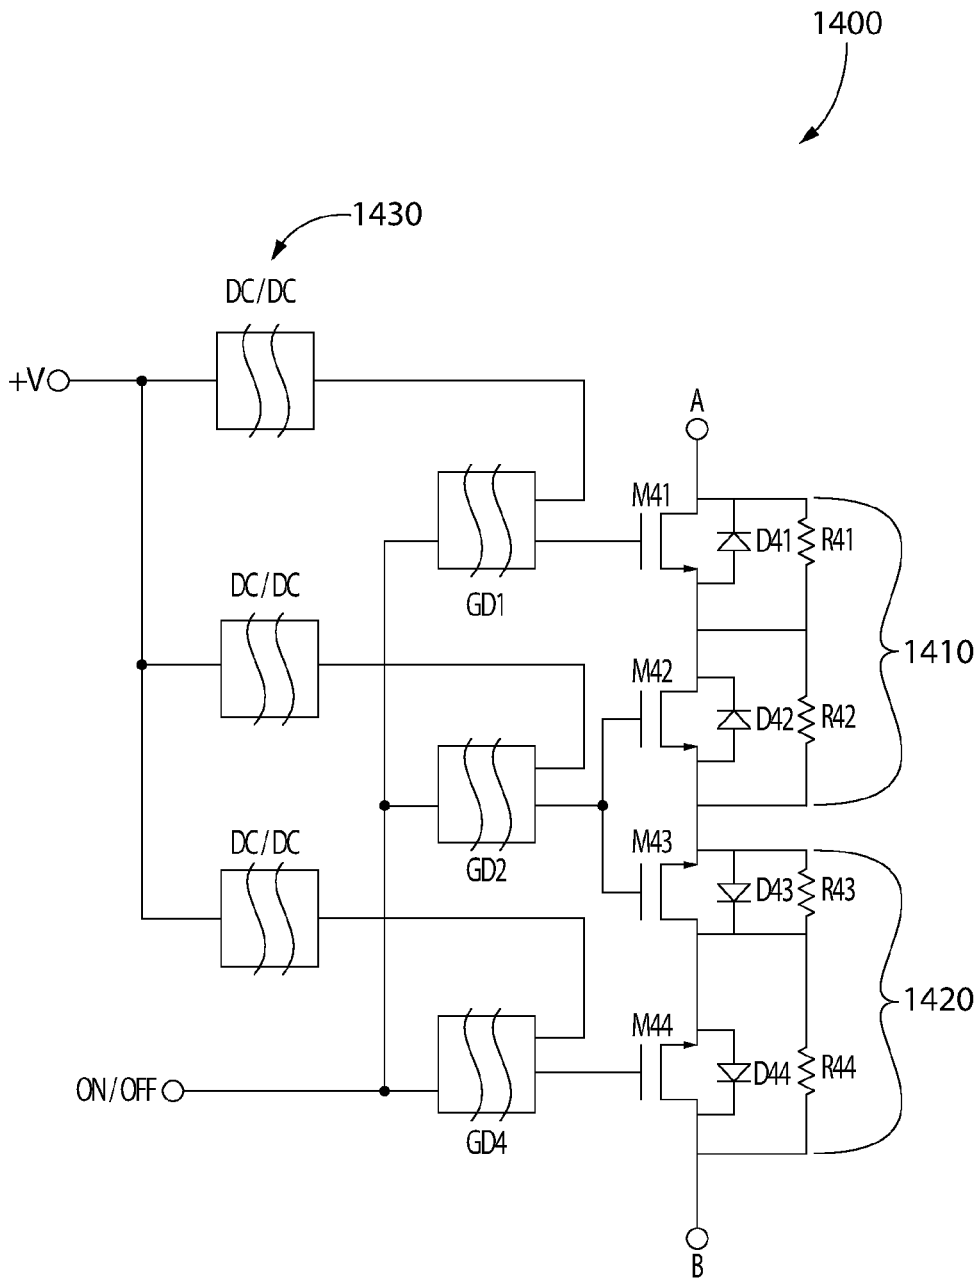 1400
1430
DC/DC
+V
A
M41
D41
R41
GD1
DC/DC
1410
M42
D42
R42
M43
DC/DC
GD2
D43
R43
1420
M44
D44
R44
ON/OFF
GD4
B